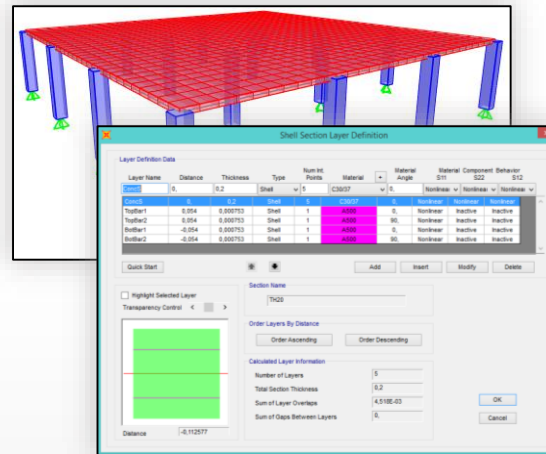 Shell Section Layer Definition
Layer Definition Data
Layer Name Distance Thickness Type Num Int. Points Material + Material Angle Material Component Behavior S11 S22 S12
ConcS 0, 0,2 Shell 5 C30/37 0, Nonlinear Nonlinear Nonlinear
ConcS 0, 0,2 Shell 5 C30/37 0, Nonlinear Nonlinear Nonlinear
TopBar1 0,054 0,000753 Shell 1 A500 0, Nonlinear Inactive Inactive
TopBar2 0,054 0,000753 Shell 1 A500 90, Nonlinear Inactive Inactive
BotBar1 -0,054 0,000753 Shell 1 A500 0, Nonlinear Inactive Inactive
BotBar2 -0,054 0,000753 Shell 1 A500 90, Nonlinear Inactive Inactive
Quick Start Add Insert Modify Delete
Highlight Selected Layer
Transparency Control < >
Section Name
TH20
Order Layers By Distance
Order Ascending Order Descending
Calculated Layer Information
Number of Layers 5
Total Section Thickness 0,2
Sum of Layer Overlaps 4,518E-03
Sum of Gaps Between Layers 0,
OK
Cancel
Distance -0,112577